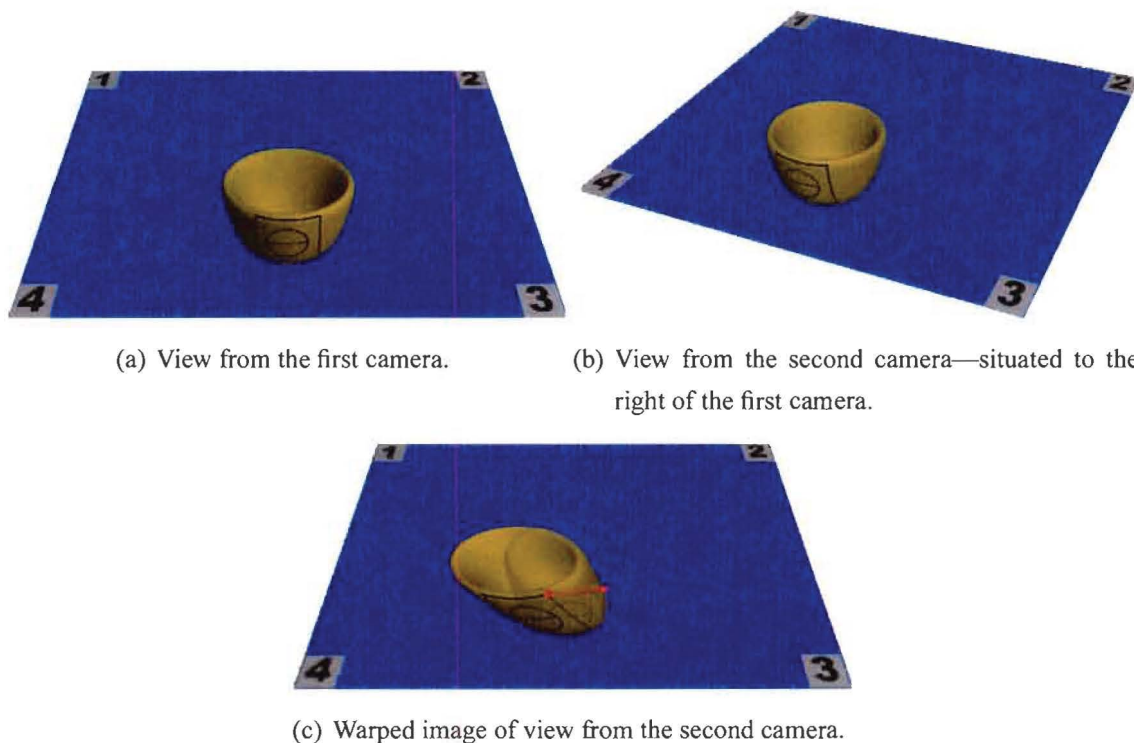 1 2
1
2
4
3
4 3
(a) View from the first camera.
(b) View from the second camera—situated to the
right of the first camera.
1 2
4 3
(c) Warped image of view from the second camera.